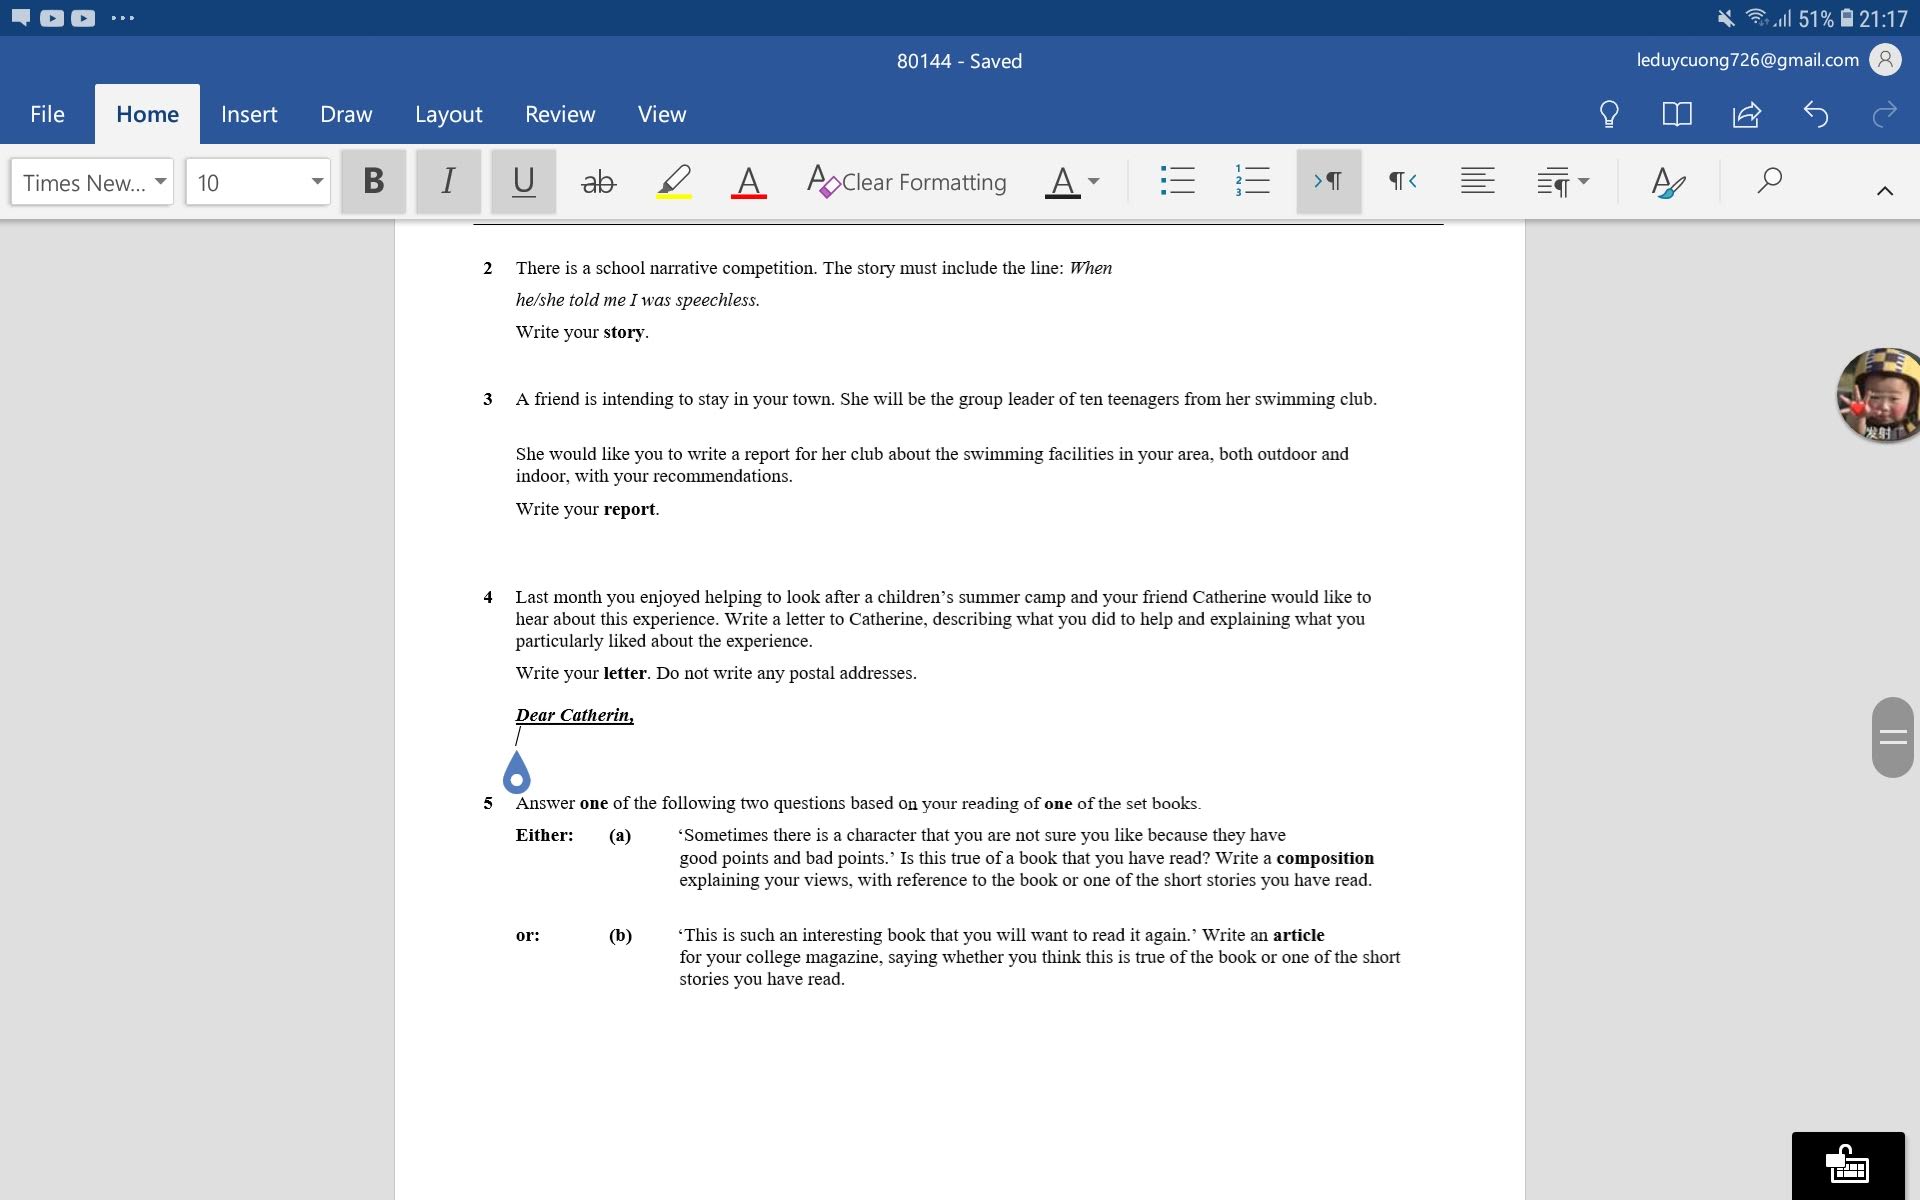 51% 21:17
80144 - Saved
leduycuong726@gmail.com
File Home Insert Draw Layout Review View
Times New... 10 B I U ab A Clear Formatting A
2 There is a school narrative competition. The story must include the line: When
he/she told me I was speechless.
Write your story.
3 A friend is intending to stay in your town. She will be the group leader of ten teenagers from her swimming club.
She would like you to write a report for her club about the swimming facilities in your area, both outdoor and
indoor, with your recommendations.
Write your report.
4 Last month you enjoyed helping to look after a children’s summer camp and your friend Catherine would like to
hear about this experience. Write a letter to Catherine, describing what you did to help and explaining what you
particularly liked about the experience.
Write your letter. Do not write any postal addresses.
Dear Catherin,
5 Answer one of the following two questions based on your reading of one of the set books.
Either: (a) ‘Sometimes there is a character that you are not sure you like because they have
good points and bad points.’ Is this true of a book that you have read? Write a composition
explaining your views, with reference to the book or one of the short stories you have read.
or: (b) ‘This is such an interesting book that you will want to read it again.’ Write an article
for your college magazine, saying whether you think this is true of the book or one of the short
stories you have read.
发射